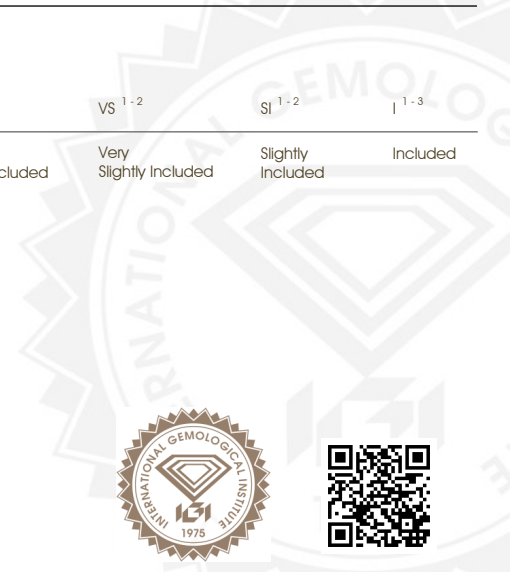 VS 1 - 2
SI 1 - 2
I 1 - 3
Very
Slightly Included
Slightly
Included
Included
cluded
INTERNATIONAL GEMOLOGICAL INSTITUTE
IGI
1975